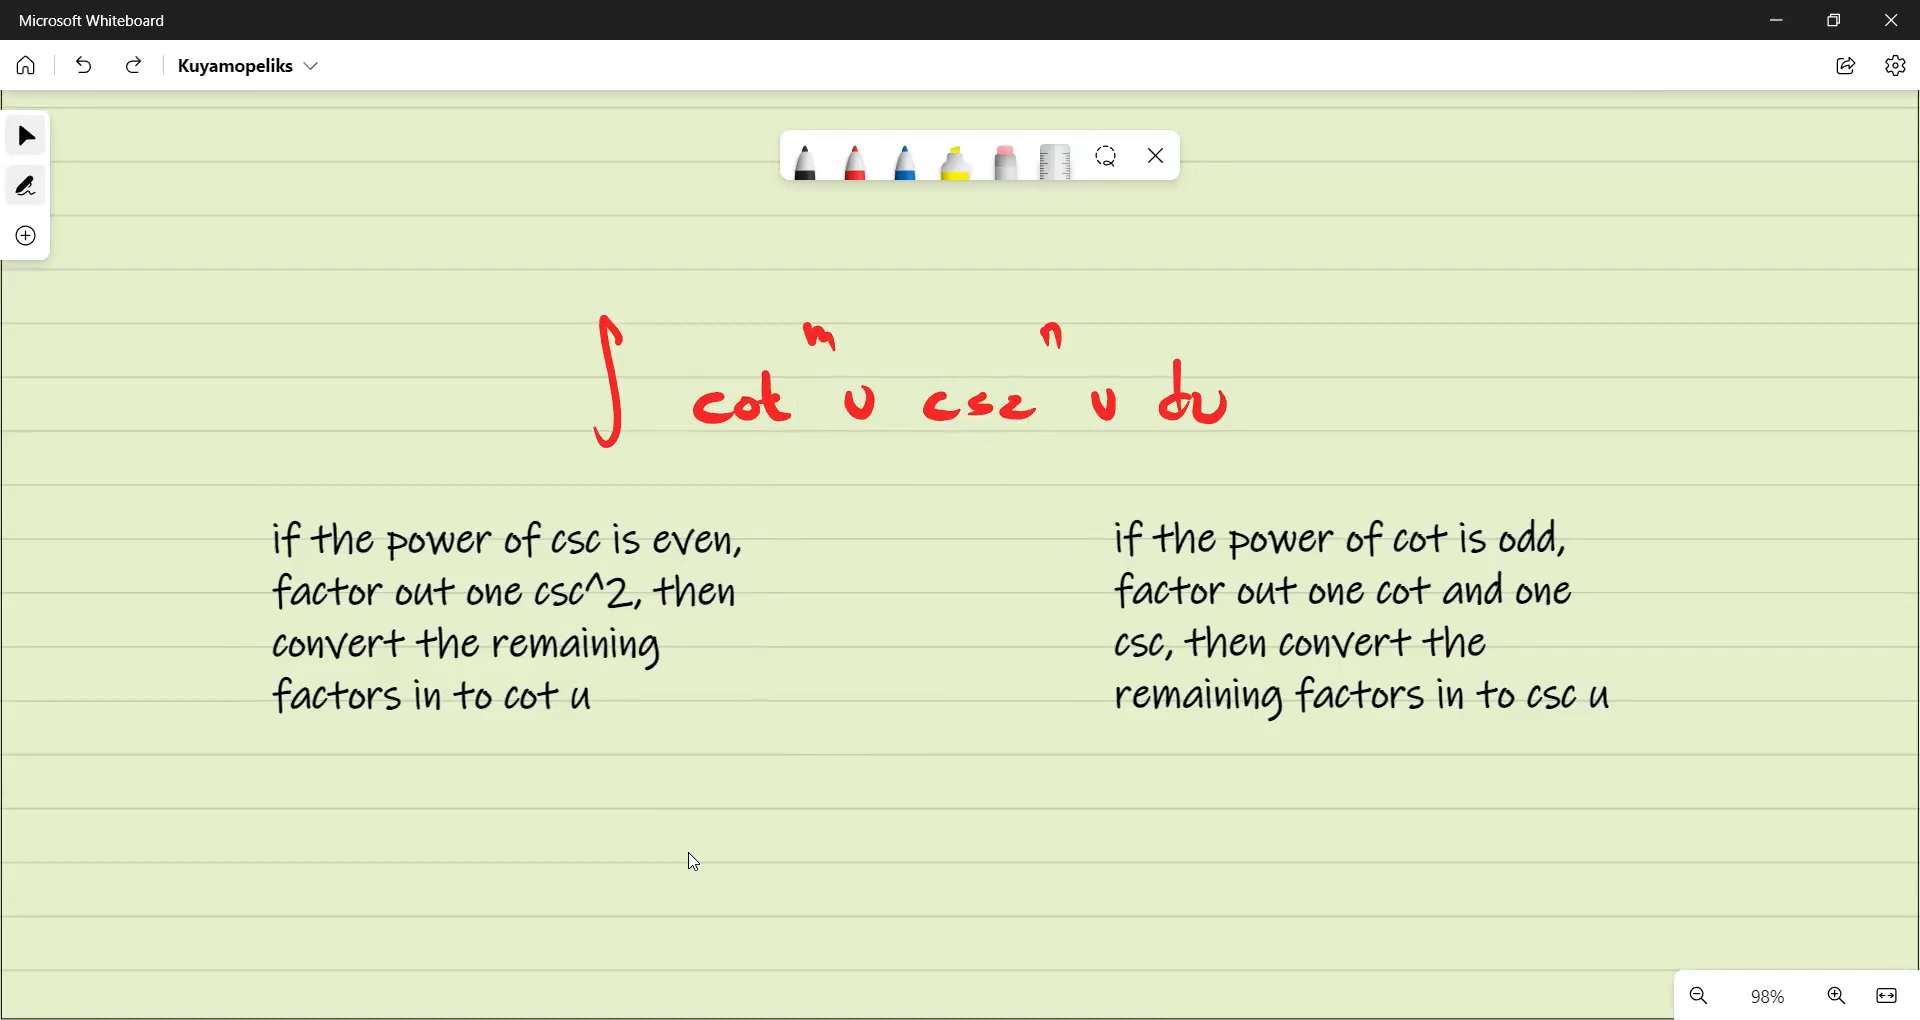 Microsoft Whiteboard
Kuyamopeliks
∫ cot^m u csc^n u du
if the power of csc is even,
factor out one csc^2, then
convert the remaining
factors in to cot u
if the power of cot is odd,
factor out one cot and one
csc, then convert the
remaining factors in to csc u
98%